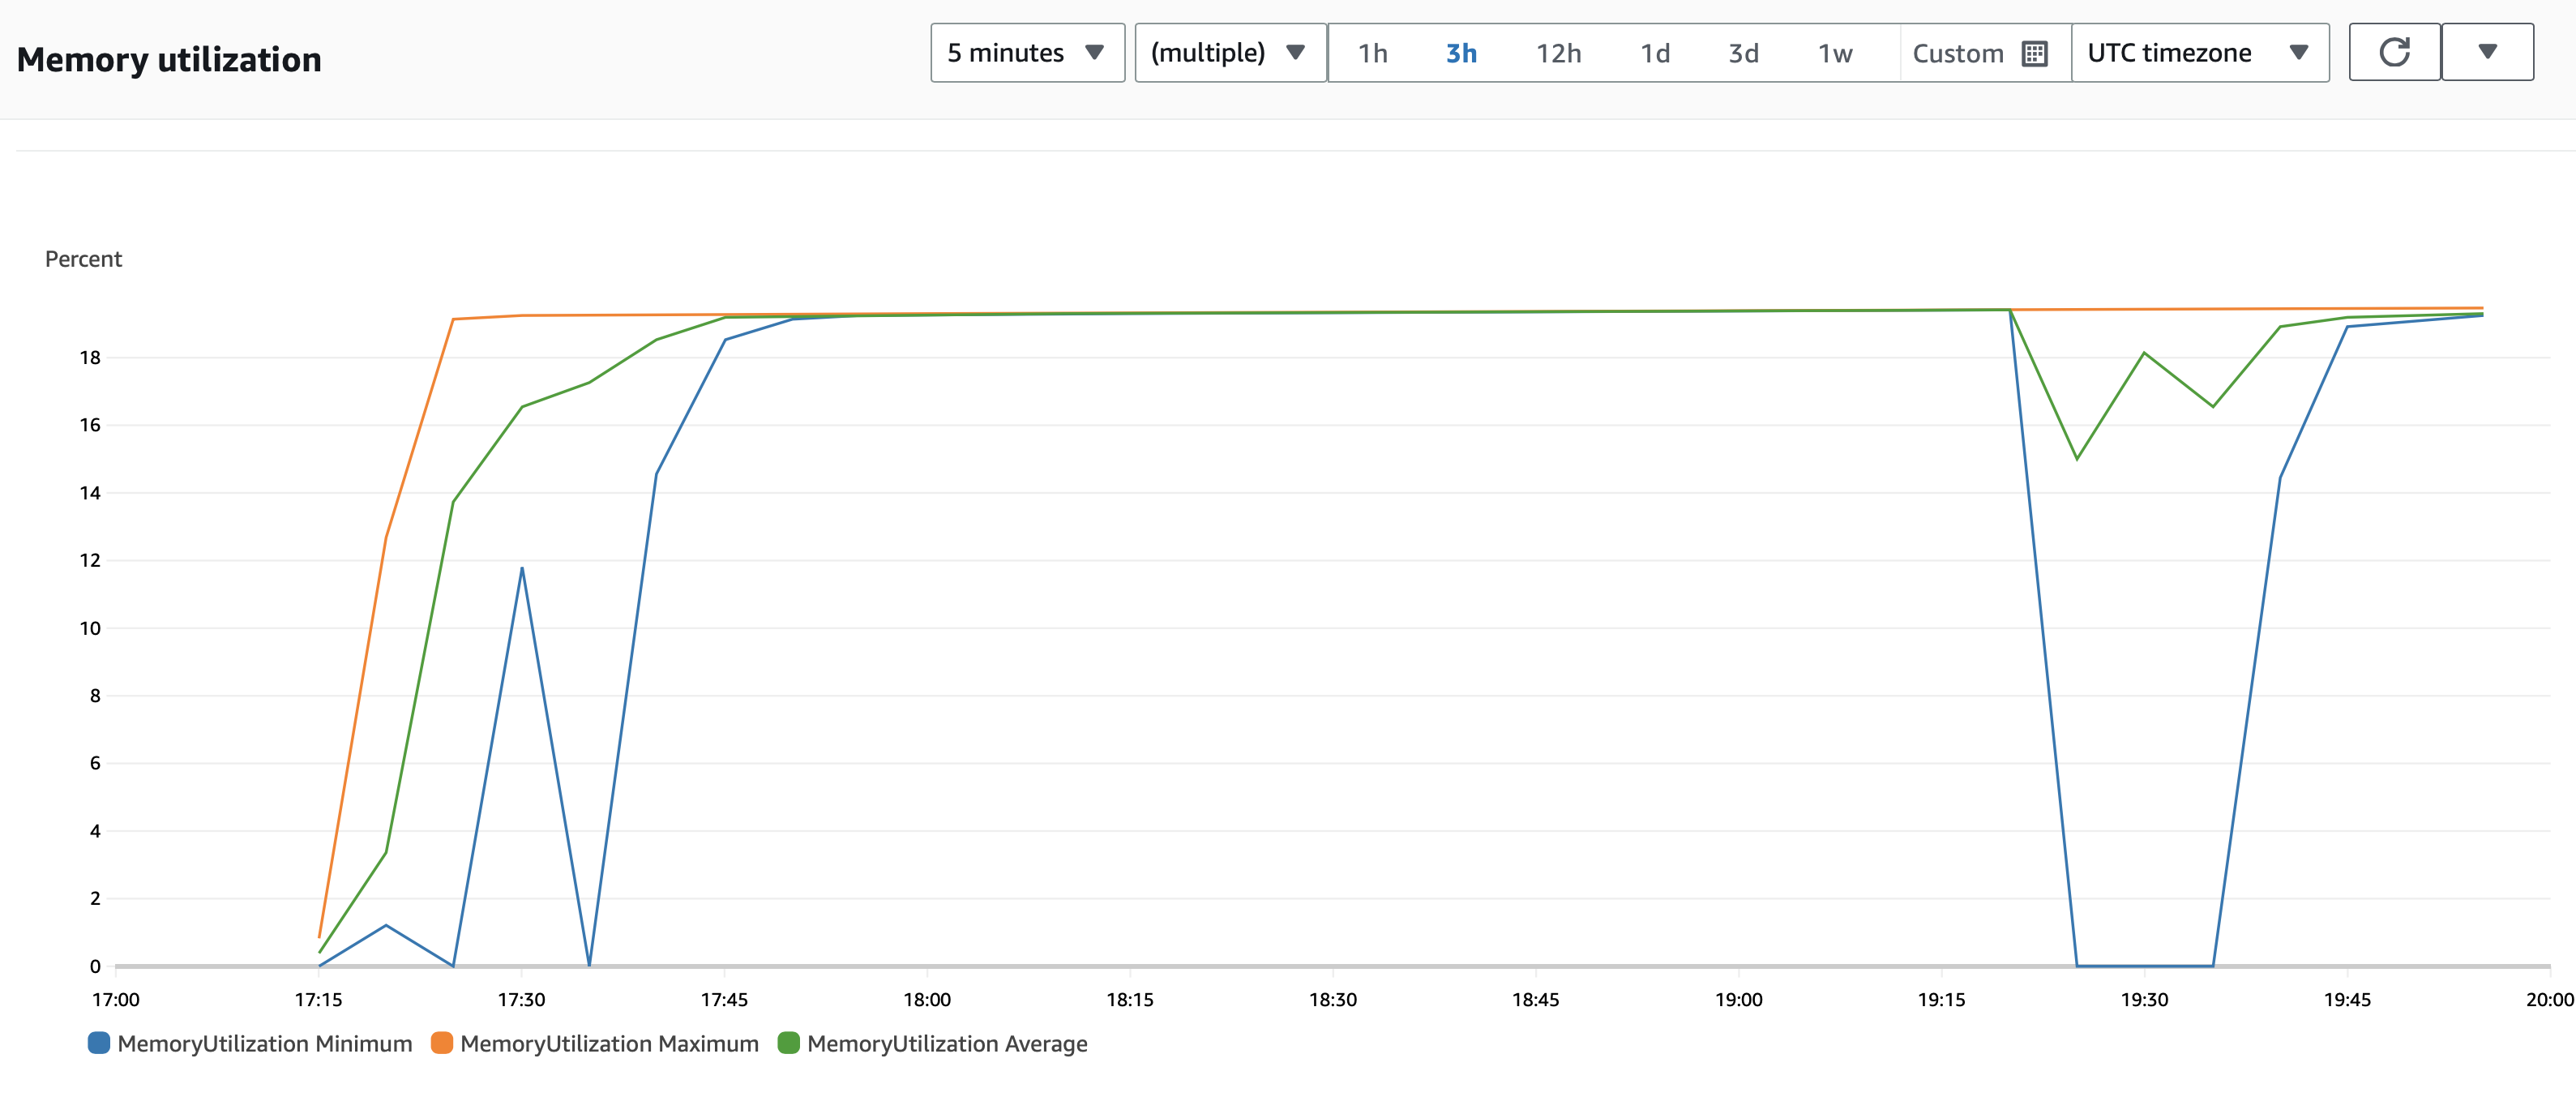 Memory utilization
5 minutes (multiple) 1h 3h 12h 1d 3d 1w Custom UTC timezone
Percent
18
16
14
12
10
8
6
4
2
0
17:00 17:15 17:30 17:45 18:00 18:15 18:30 18:45 19:00 19:15 19:30 19:45 20:00
MemoryUtilization Minimum MemoryUtilization Maximum MemoryUtilization Average